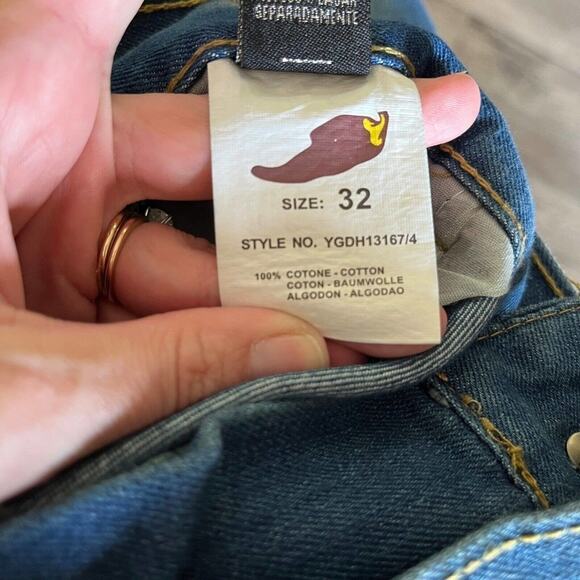 SEPARADAMENTE
SIZE: 32
STYLE NO. YGDH13167/4
100% COTONE - COTTON
COTON - BAUMWOLLE
ALGODON - ALGODAO